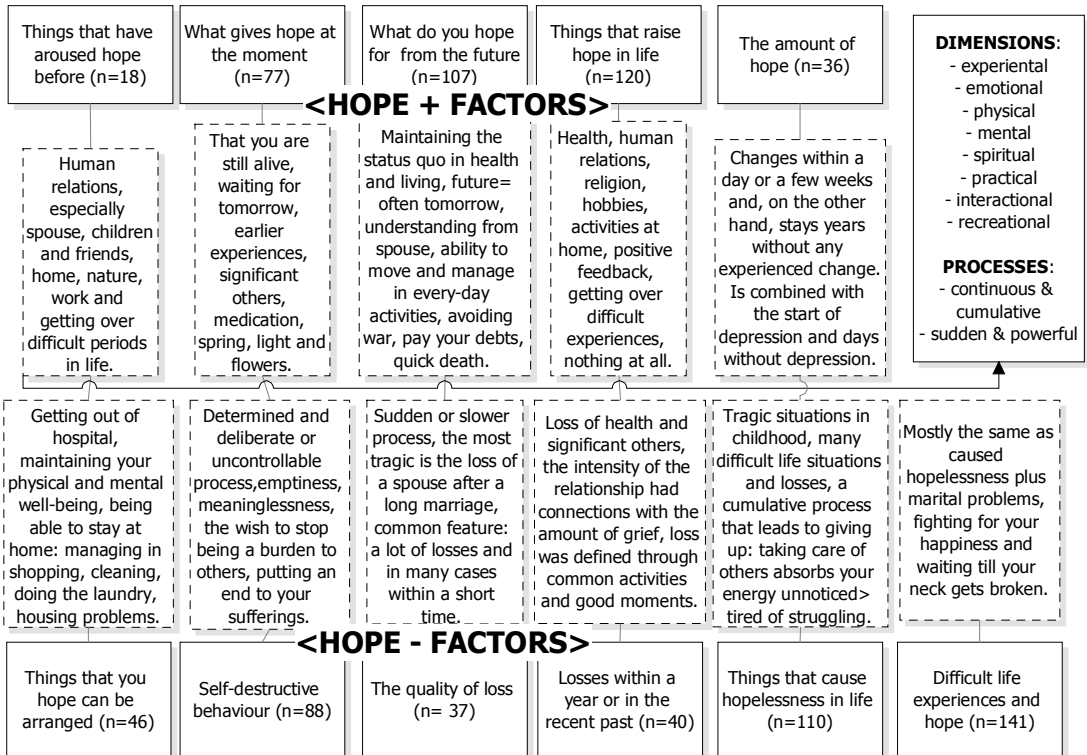 Things that have
aroused hope
before (n=18)
What gives hope at
the moment
(n=77)
What do you hope
for from the future
(n=107)
Things that raise
hope in life
(n=120)
The amount of
hope (n=36)
DIMENSIONS:
- experiential
- emotional
- physical
- mental
- spiritual
- practical
- interactional
- recreational
PROCESSES:
- continuous &
cumulative
- sudden & powerful
<HOPE + FACTORS>
Human
relations,
especially
spouse, children
and friends,
home, nature,
work and
getting over
difficult periods
in life.
That you are
still alive,
waiting for
tomorrow,
earlier
experiences,
significant
others,
medication,
spring, light and
flowers.
Maintaining the
status quo in health
and living, future=
often tomorrow,
understanding from
spouse, ability to
move and manage
in every-day
activities, avoiding
war, pay your debts,
quick death.
Health, human
relations,
religion,
hobbies,
activities at
home, positive
feedback,
getting over
difficult
experiences,
nothing at all.
Changes within a
day or a few weeks
and, on the other
hand, stays years
without any
experienced change.
Is combined with
the start of
depression and days
without depression.
Getting out of
hospital,
maintaining your
physical and mental
well-being, being
able to stay at
home: managing in
shopping, cleaning,
doing the laundry,
housing problems.
Determined and
deliberate or
uncontrollable
process,emptiness,
meaninglessness,
the wish to stop
being a burden to
others, putting an
end to your
sufferings.
Sudden or slower
process, the most
tragic is the loss of
a spouse after a
long marriage,
common feature:
a lot of losses and
in many cases
within a short
time.
Loss of health and
significant others,
the intensity of the
relationship had
connections with the
amount of grief, loss
was defined through
common activities
and good moments.
Tragic situations in
childhood, many
difficult life situations
and losses, a
cumulative process
that leads to giving
up: taking care of
others absorbs your
energy unnoticed>
tired of struggling.
Mostly the same as
caused
hopelessness plus
marital problems,
fighting for your
happiness and
waiting till your
neck gets broken.
<HOPE - FACTORS>
Things that you
hope can be
arranged (n=46)
Self-destructive
behaviour (n=88)
The quality of loss
(n= 37)
Losses within a
year or in the
recent past (n=40)
Things that cause
hopelessness in life
(n=110)
Difficult life
experiences and
hope (n=141)